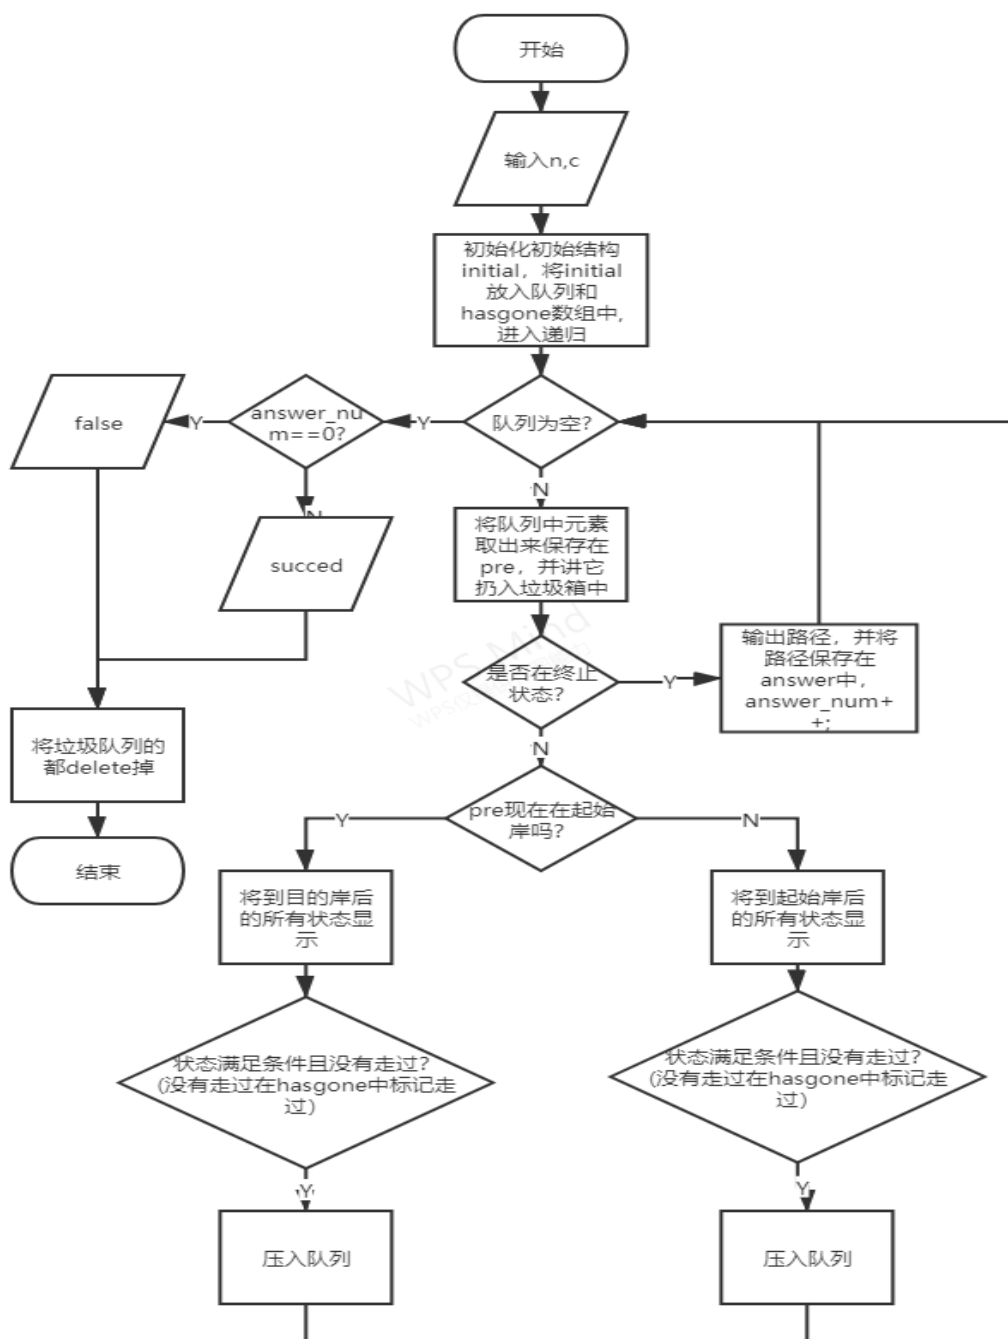 开始
输入n,c
初始化初始结构
initial，将initial
放入队列和
hasgone数组中，
进入递归
false
Y
answer_nu
m==0?
Y
队列为空?
N
N
succed
将队列中元素
取出来保存在
pre，并讲它
扔入垃圾箱中
WPS Mind
是否在终止
状态?
Y
输出路径，并将
路径保存在
answer中，
answer_num+
+;
N
将垃圾队列的
都delete掉
结束
pre现在在起始
岸吗?
Y
N
将到目的岸后
的所有状态显
示
将到起始岸后
的所有状态显
示
状态满足条件且没有走过?
(没有走过在hasgone中标记走
过)
状态满足条件且没有走过?
(没有走过在hasgone中标记走
过)
Y
Y
压入队列
压入队列